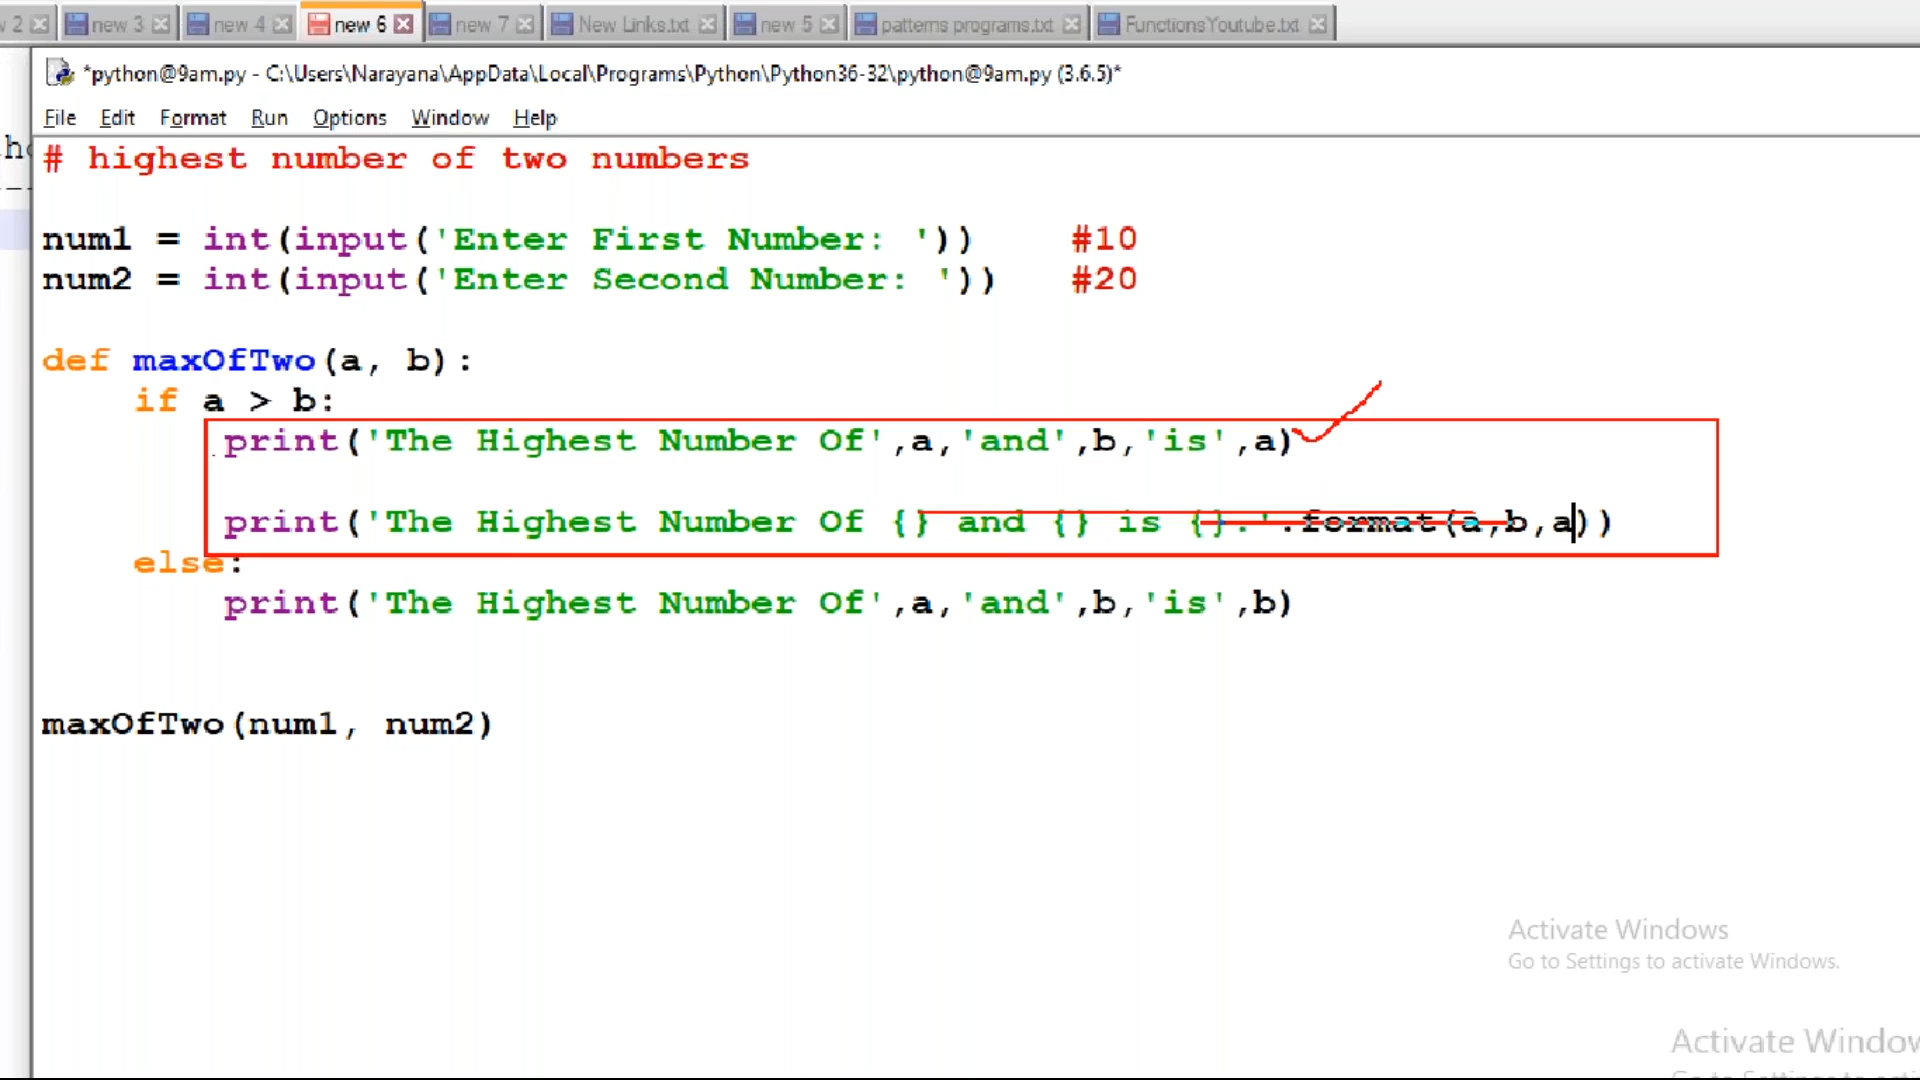 2 new 3 new 4 new 6 new 7 New Links.txt new 5 patterns programs.txt FunctionsYoutube.txt
*python@9am.py - C:\Users\Narayana\AppData\Local\Programs\Python\Python36-32\python@9am.py (3.6.5)*
File Edit Format Run Options Window Help
# highest number of two numbers
num1 = int(input('Enter First Number: ')) #10
num2 = int(input('Enter Second Number: ')) #20
def maxOfTwo(a, b):
if a > b:
print('The Highest Number Of',a,'and',b,'is',a)
print('The Highest Number Of {} and {} is {}.'.format(a,b,a))
else:
print('The Highest Number Of',a,'and',b,'is',b)
maxOfTwo(num1, num2)
Activate Windows
Go to Settings to activate Windows.
Activate Window